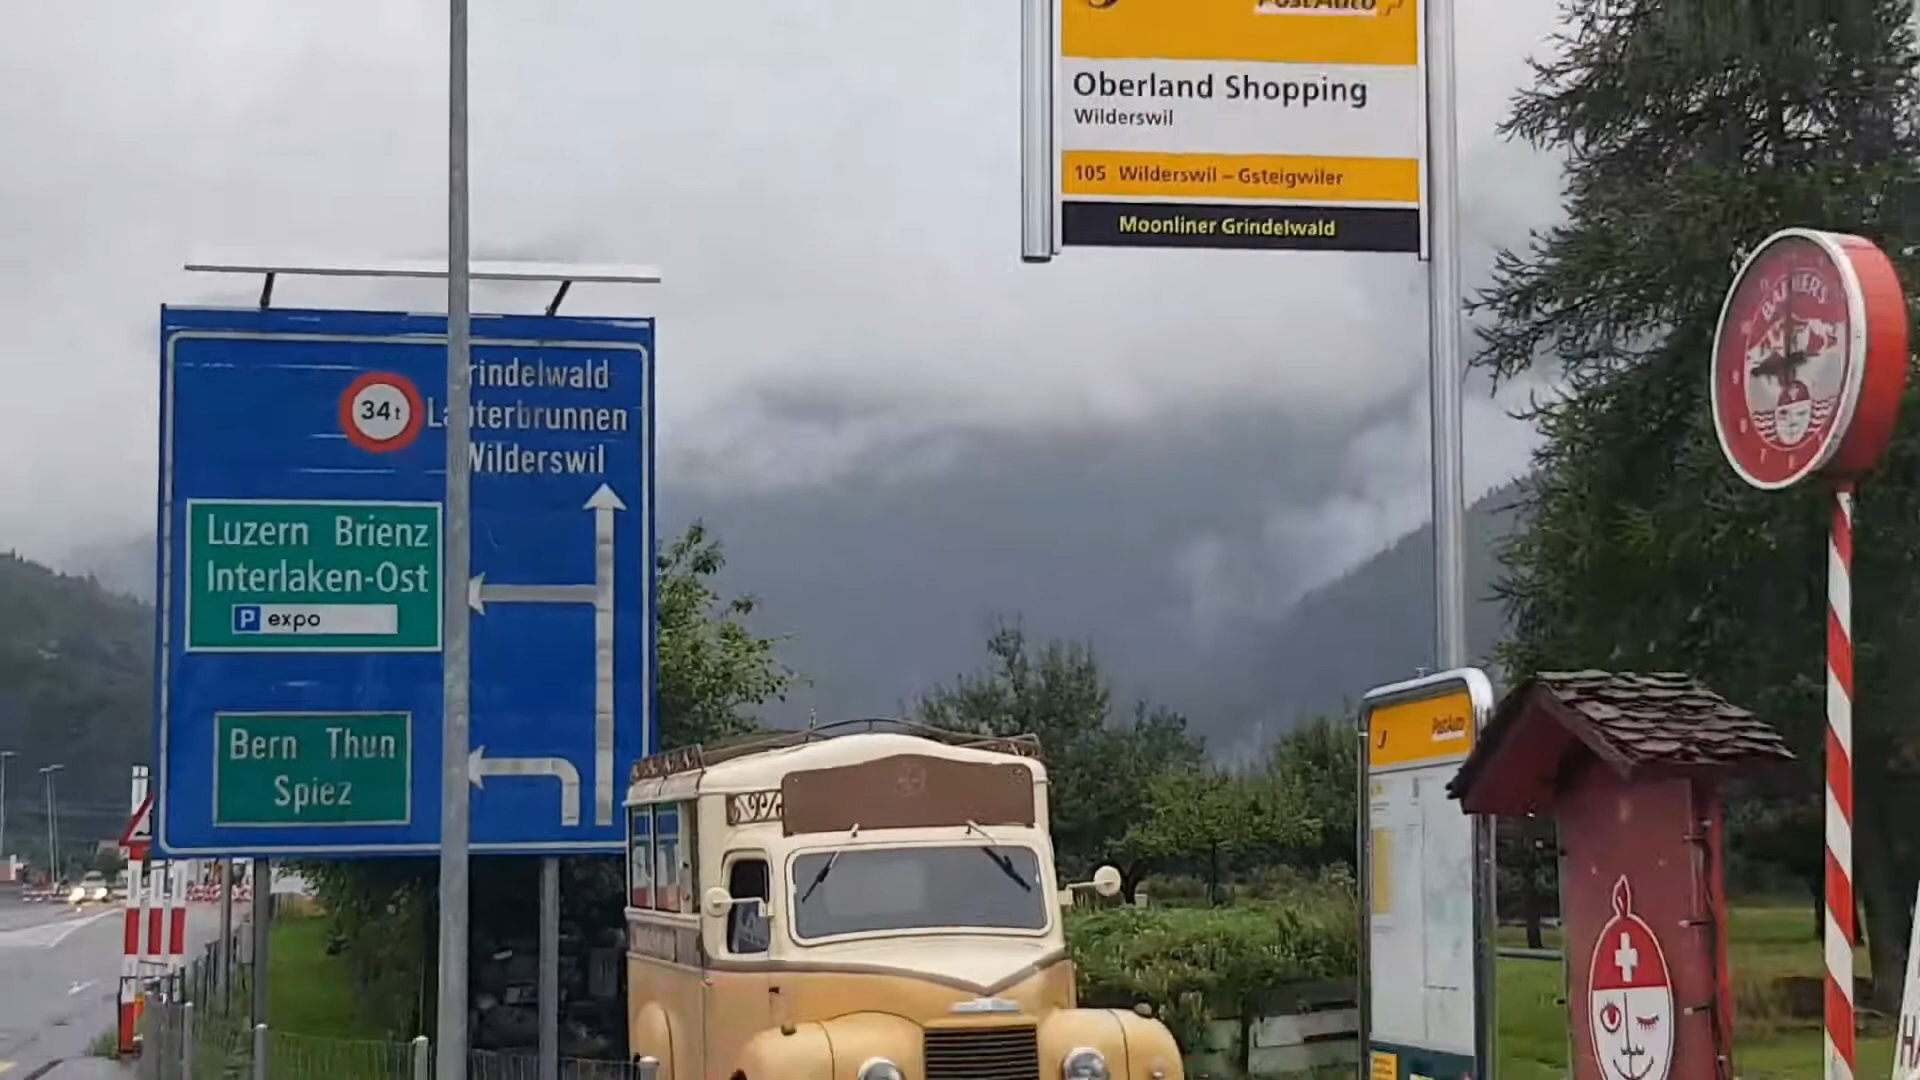 PostAuto
Oberland Shopping
Wilderswil
105 Wilderswil – Gsteigwiler
Moonliner Grindelwald
rindelwald
34t
La terbrunnen
Wilderswil
Luzern Brienz
Interlaken-Ost
P expo
Bern Thun
Spiez
PostAuto